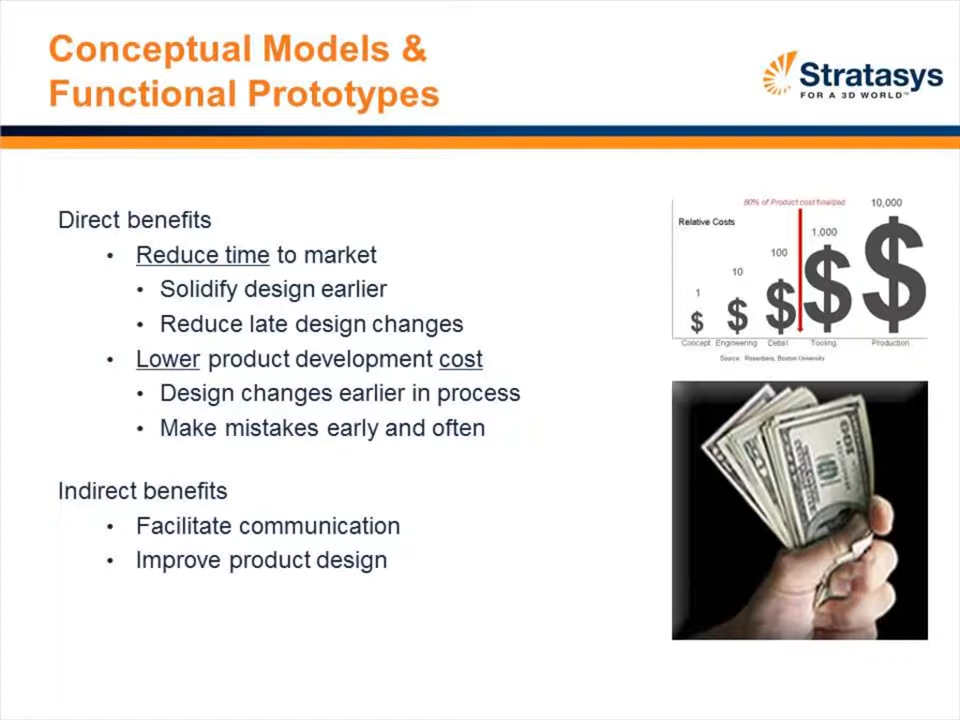 Conceptual Models &
Functional Prototypes
Stratasys
FOR A 3D WORLD™
Direct benefits
• Reduce time to market
• Solidify design earlier
• Reduce late design changes
• Lower product development cost
• Design changes earlier in process
• Make mistakes early and often
Indirect benefits
• Facilitate communication
• Improve product design
80% of Product cost finalized
Relative Costs
1
10
100
1,000
10,000
$ $ $ $ $
Concept Engineering Detail Tooling Production
Source: Rosenberg, Boston University
100